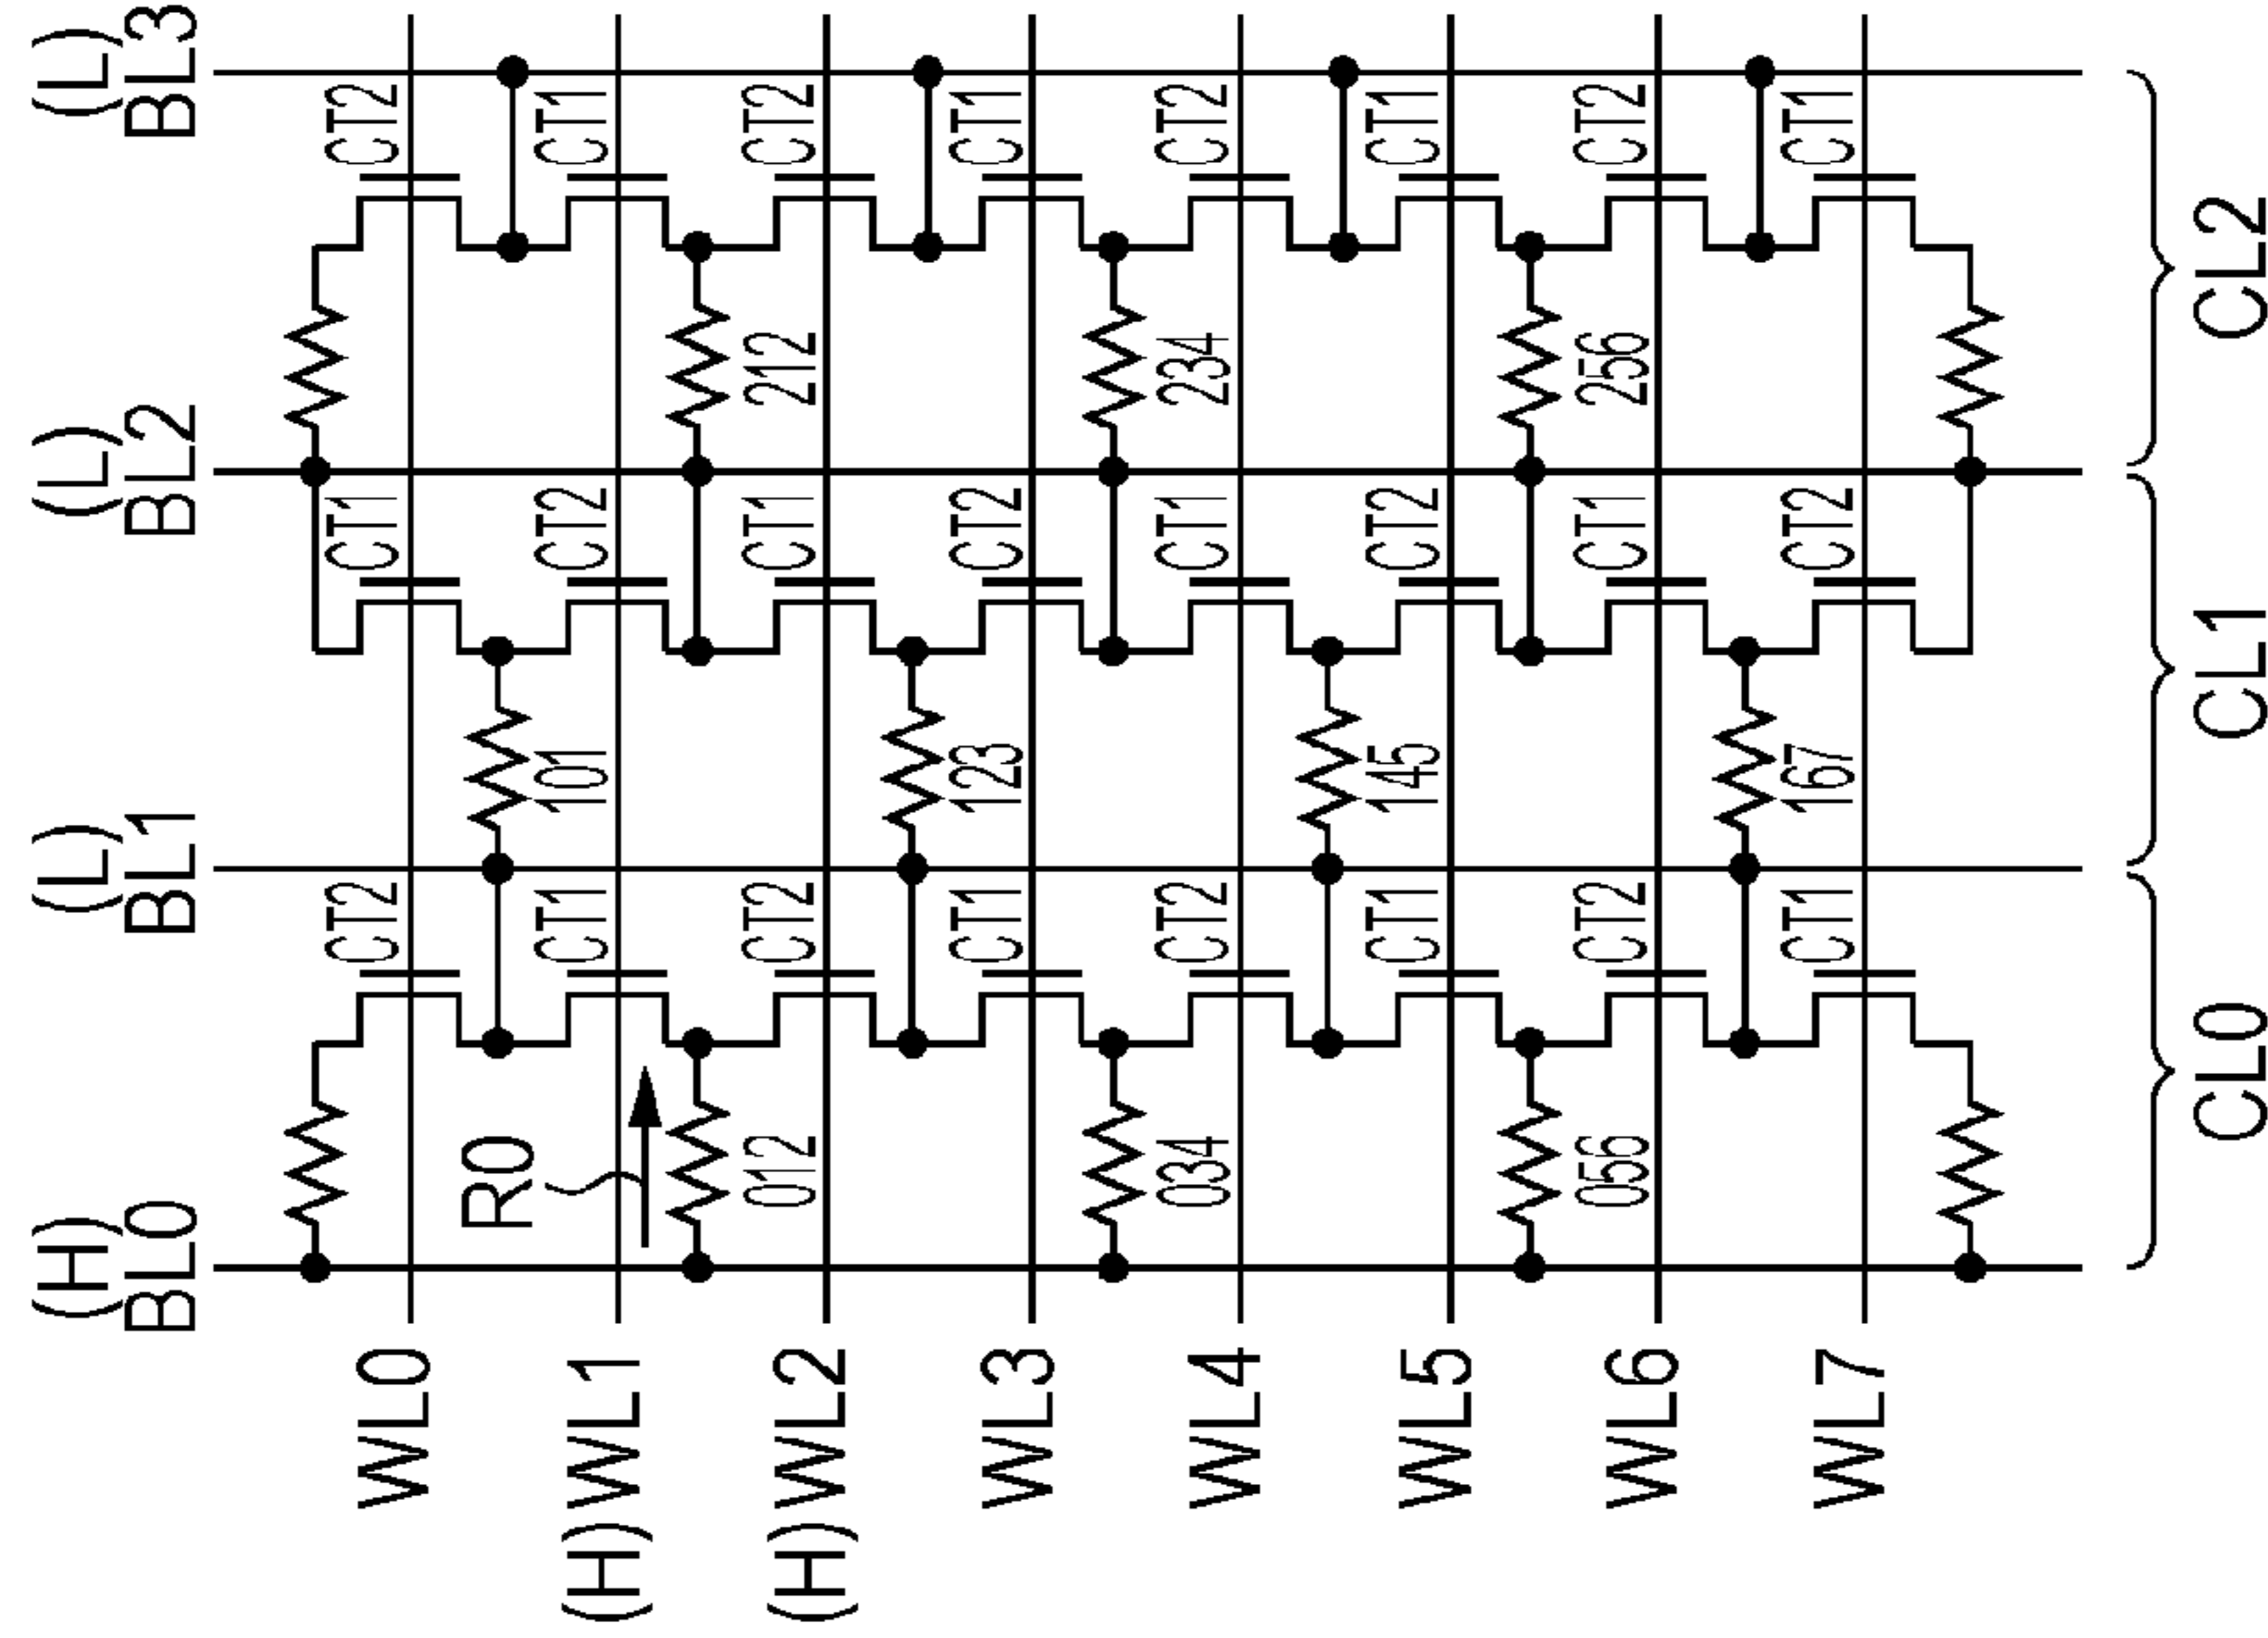 (H) (L) (L) (L)
BL0 BL1 BL2 BL3
WL0 CT2 CT1 CT2
R0
(H)WL1 CT1 101 CT2 CT1
(H)WL2 012 CT2 CT1 212 CT2
WL3 CT1 123 CT2 CT1
WL4 034 CT2 CT1 234 CT2
WL5 CT1 145 CT2 CT1
WL6 056 CT2 CT1 256 CT2
WL7 CT1 167 CT2 CT1
CL0 CL1 CL2